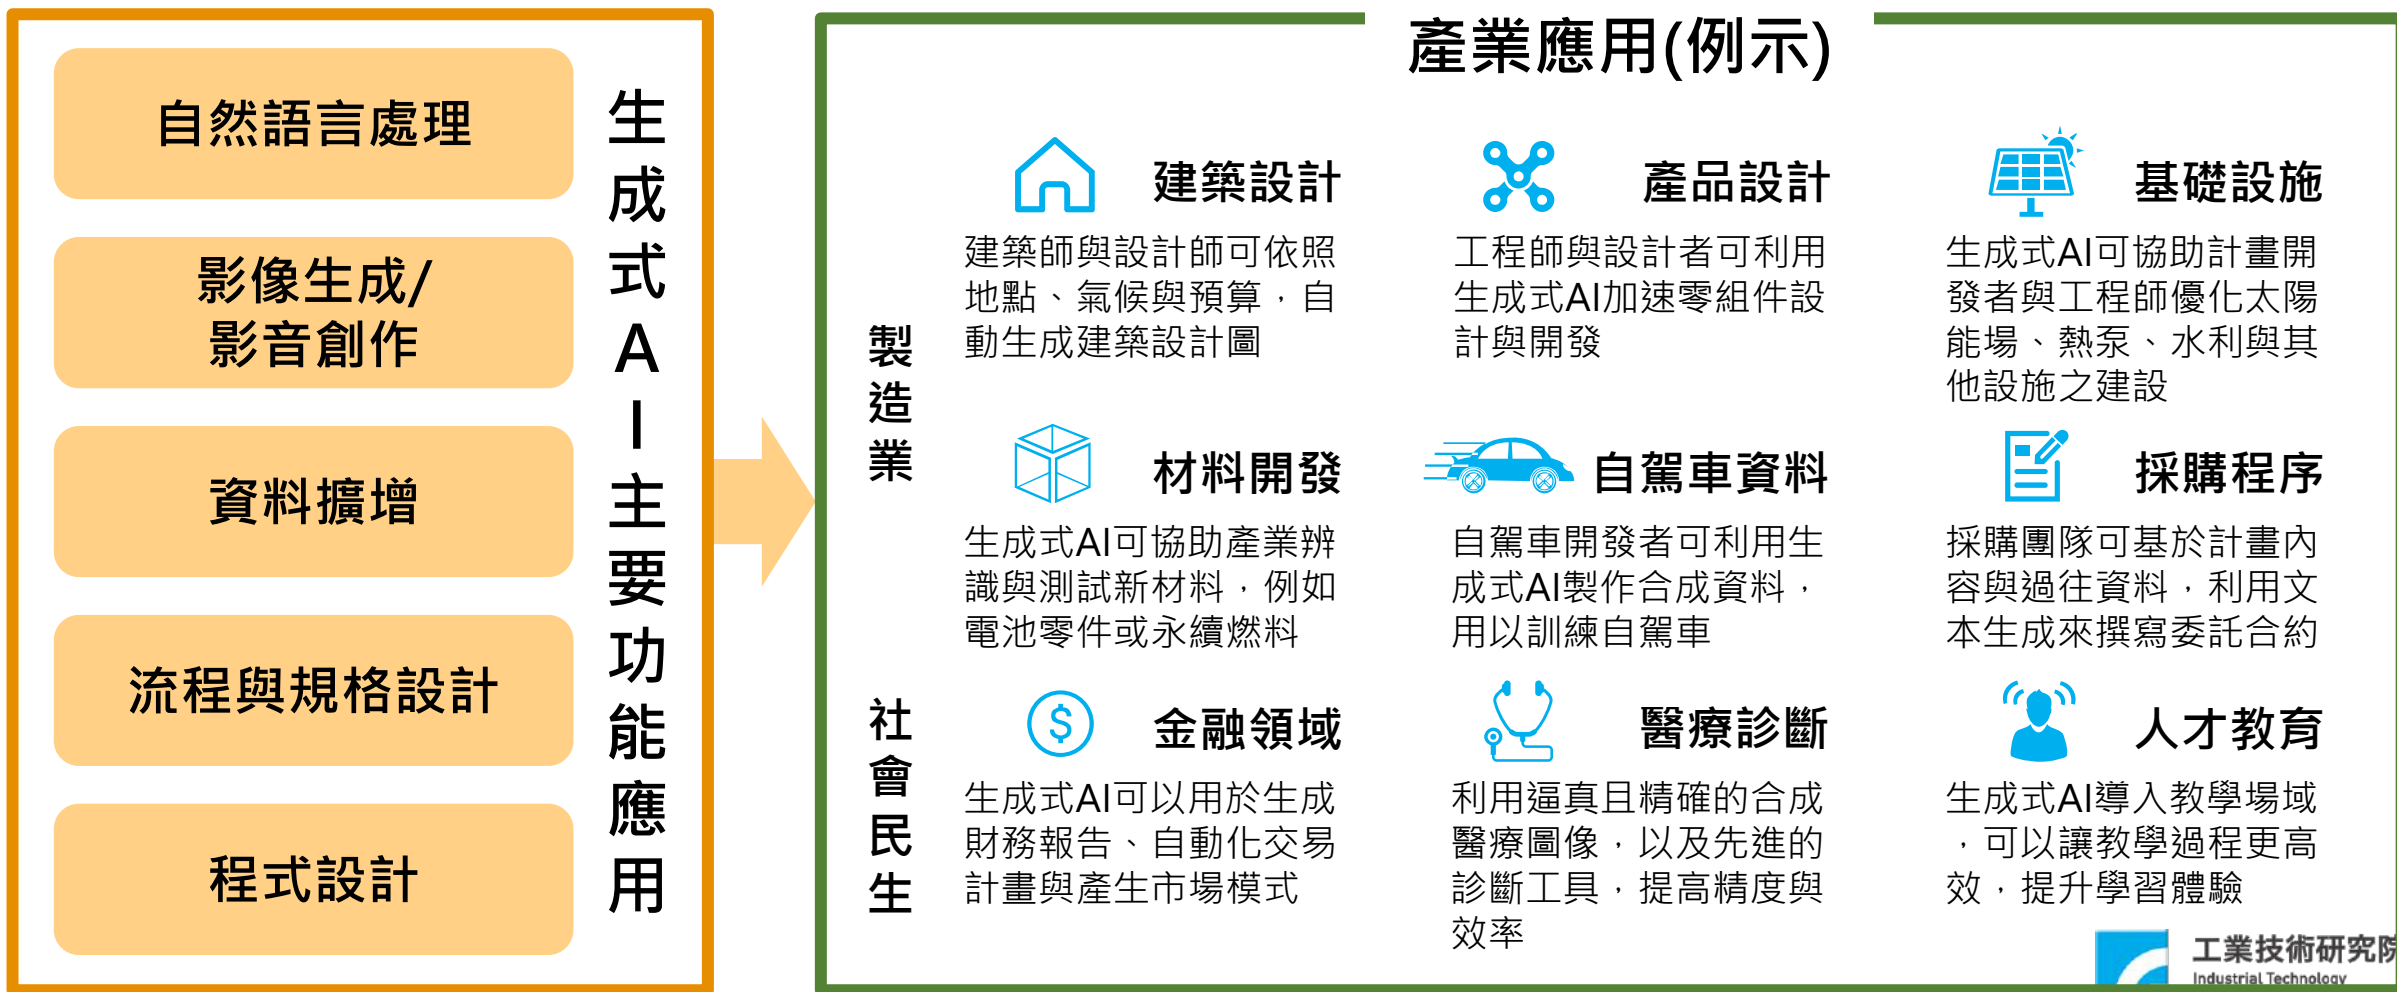 自然語言處理
影像生成/
影音創作
資料擴增
流程與規格設計
程式設計
生成式AI主要功能應用
產業應用(例示)
製造業
建築設計
建築師與設計師可依照
地點、氣候與預算，自
動生成建築設計圖
產品設計
工程師與設計者可利用
生成式AI加速零組件設
計與開發
基礎設施
生成式AI可協助計畫開
發者與工程師優化太陽
能場、熱泵、水利與其
他設施之建設
材料開發
生成式AI可協助產業辨
識與測試新材料，例如
電池零件或永續燃料
自駕車資料
自駕車開發者可利用生
成式AI製作合成資料，
用以訓練自駕車
採購程序
採購團隊可基於計畫內
容與過往資料，利用文
本生成來撰寫委託合約
社會民生
金融領域
生成式AI可以用於生成
財務報告、自動化交易
計畫與產生市場模式
醫療診斷
利用逼真且精確的合成
醫療圖像，以及先進的
診斷工具，提高精度與
效率
人才教育
生成式AI導入教學場域
，可以讓教學過程更高
效，提升學習體驗
工業技術研究院
Industrial Technology